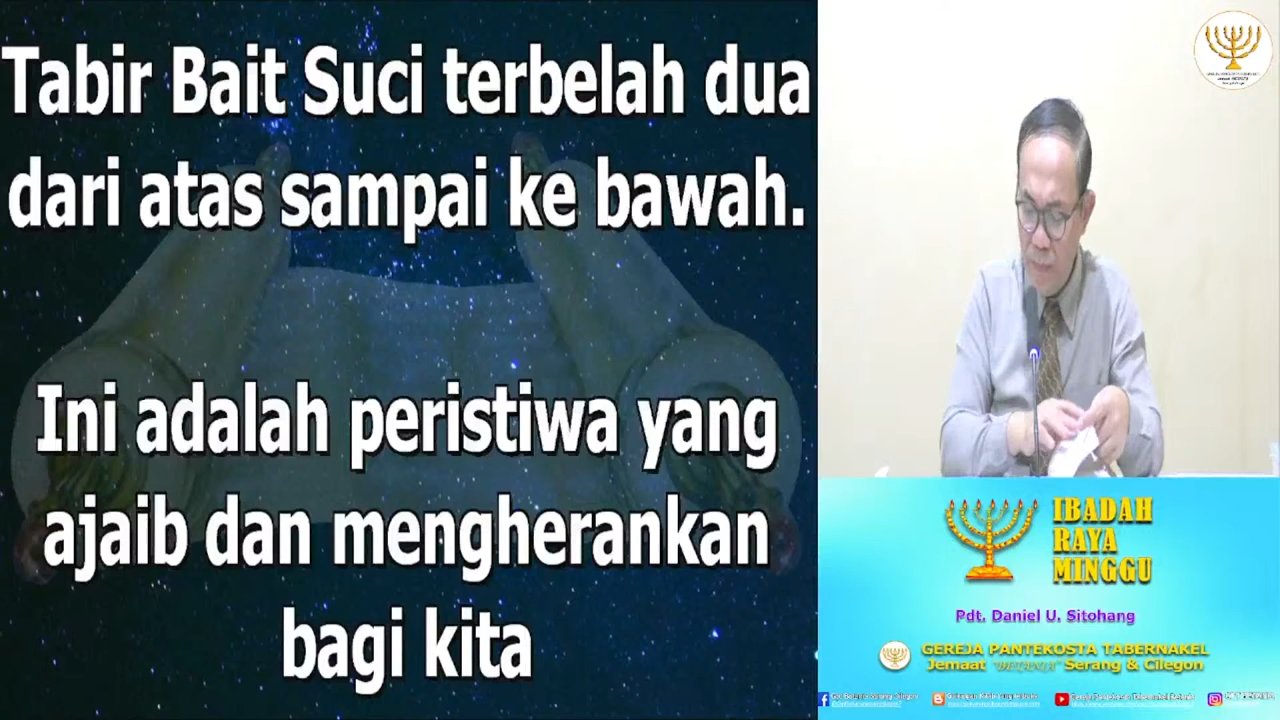 Tabir Bait Suci terbelah dua
dari atas sampai ke bawah.
Ini adalah peristiwa yang
ajaib dan mengherankan
bagi kita
IBADAH
RAYA
MINGGU
Pdt. Daniel U. Sitohang
GEREJA PANTEKOSTA TABERNAKEL
Jemaat "BETANIA" Serang & Cilegon